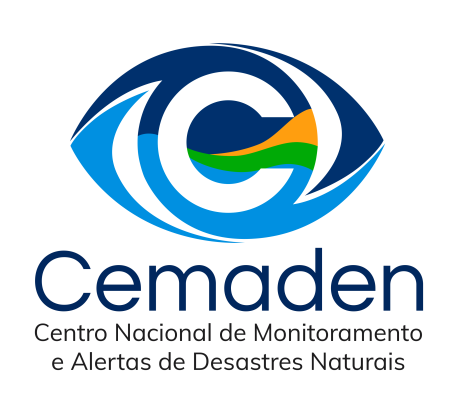 Cemaden
Centro Nacional de Monitoramento
e Alertas de Desastres Naturais